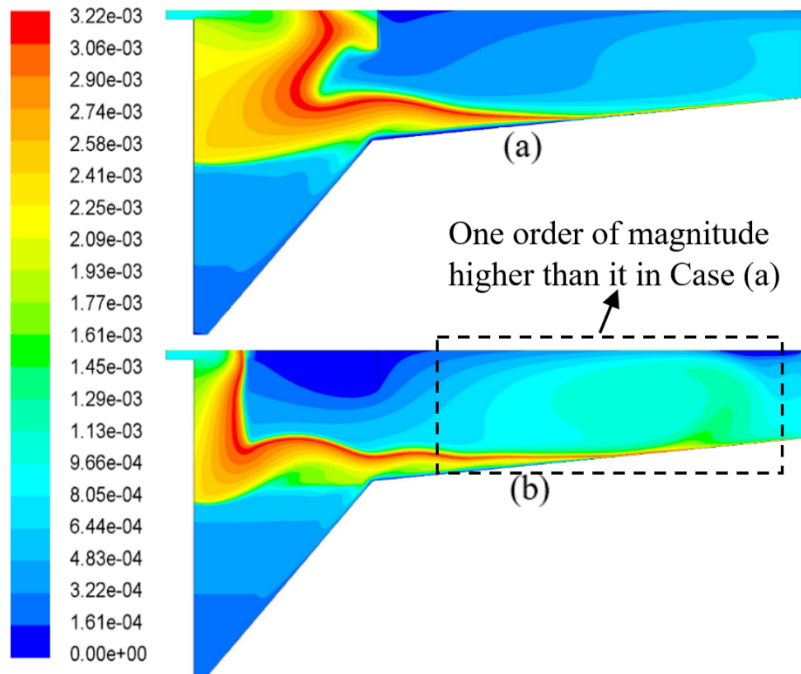 3.22e-03
3.06e-03
2.90e-03
2.74e-03
2.58e-03
2.41e-03
2.25e-03
2.09e-03
1.93e-03
1.77e-03
1.61e-03
1.45e-03
1.29e-03
1.13e-03
9.66e-04
8.05e-04
6.44e-04
4.83e-04
3.22e-04
1.61e-04
0.00e+00
(a)
One order of magnitude
higher than it in Case (a)
(b)